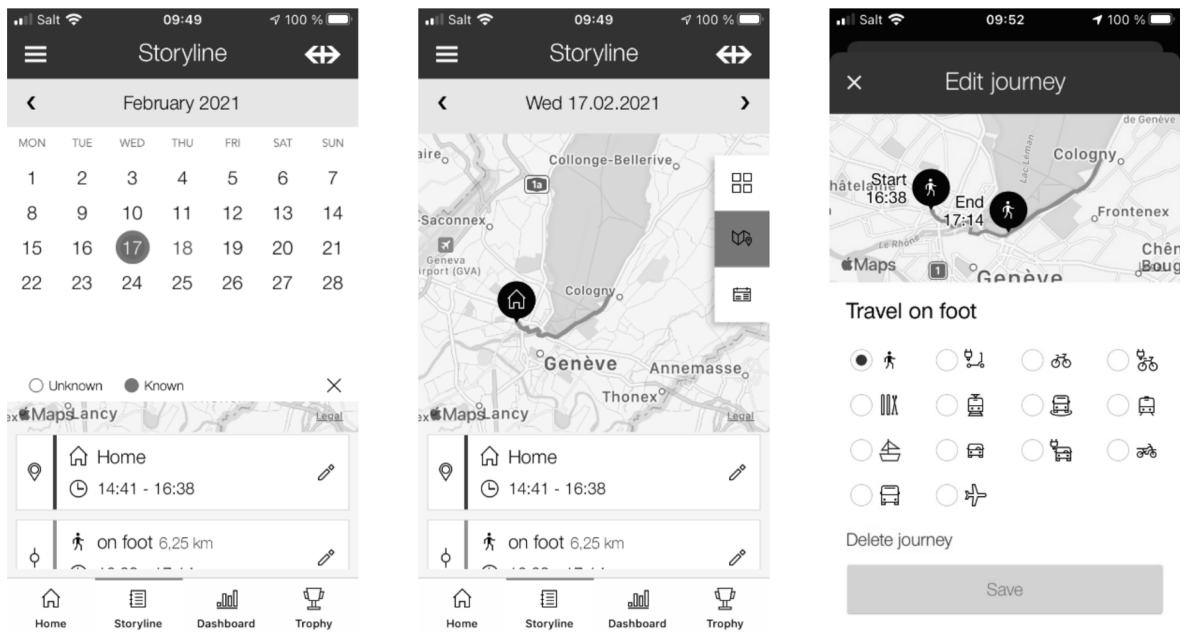 Salt 09:49 100 %
Storyline
February 2021
MON TUE WED THU FRI SAT SUN
1 2 3 4 5 6 7
8 9 10 11 12 13 14
15 16 17 18 19 20 21
22 23 24 25 26 27 28
Unknown Known
Maps Lancy Legal
Home
14:41 - 16:38
on foot 6,25 km
Home Storyline Dashboard Trophy
Salt 09:49 100 %
Storyline
Wed 17.02.2021
Collonge-Bellerive
1a
-Saconnex
Geneva
irport (GVA)
Cologny
Genève
Annemasse
Thonex
Maps Lancy Legal
Home
14:41 - 16:38
on foot 6,25 km
Home Storyline Dashboard Trophy
Salt 09:52 100 %
Edit journey
de Genève
Lac Léman
Cologny
Start
16:38
End
17:14
Frontenex
Le Rhône
Maps
1
Genève
Chên
Boug
Travel on foot
Delete journey
Save